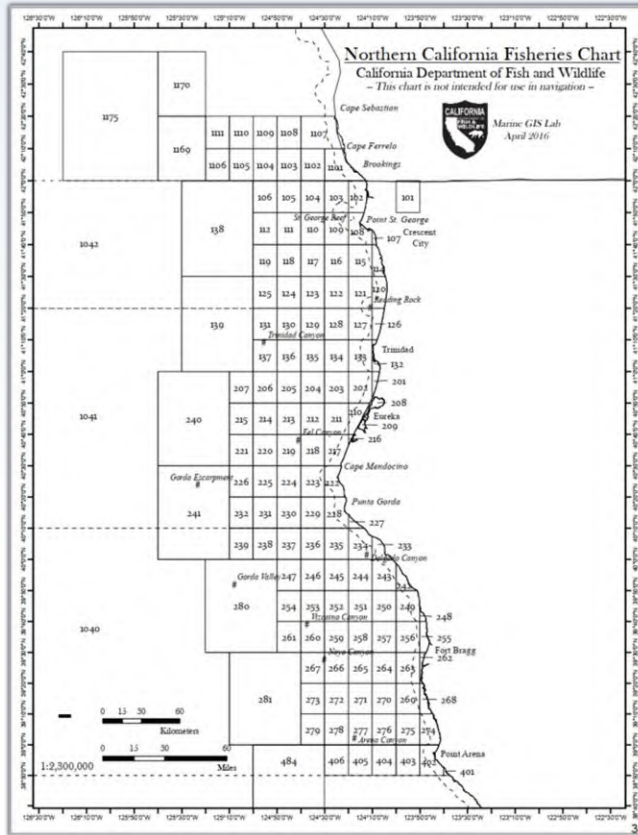 Northern California Fisheries Chart
California Department of Fish and Wildlife
– This chart is not intended for use in navigation –
CALIFORNIA
Marine GIS Lab
April 2016
1170
1175
Cape Sebastian
1111 1110 1109 1108 1107
1169
Cape Ferrelo
1106 1105 1104 1103 1102 1101
Brookings
106 105 104 103 102 101
St. George Reef
Point St. George
138
112 111 110 109 108
107
Crescent
City
1042
119 118 117 116 115
114
125 124 123 122 121 120
Reading Rock
139
131 130 129 128 127
126
Trinidad Canyon
Trinidad
137 136 135 134 133
132
207 206 205 204 203 202
201
208
1041
240
215 214 213 212 211 210
Eureka
209
Eel Canyon
216
221 220 219 218 217
Cape Mendocino
Gorda Escarpment
226 225 224 223 222
Punta Gorda
241
232 231 230 229 228
227
239 238 237 236 235 234
233
Delgada Canyon
Gorda Valley
247 246 245 244 243
242
280
254 253 252 251 250 249
248
Vizcaino Canyon
1040
261 260 259 258 257 256
255
Fort Bragg
Noyo Canyon
262
267 266 265 264 263
281
273 272 271 270 269
268
279 278 277 276 275 274
Arena Canyon
Point Arena
484
406 405 404 403 402
401
0 15 30 60
Kilometers
0 15 30 60
Miles
1:2,300,000